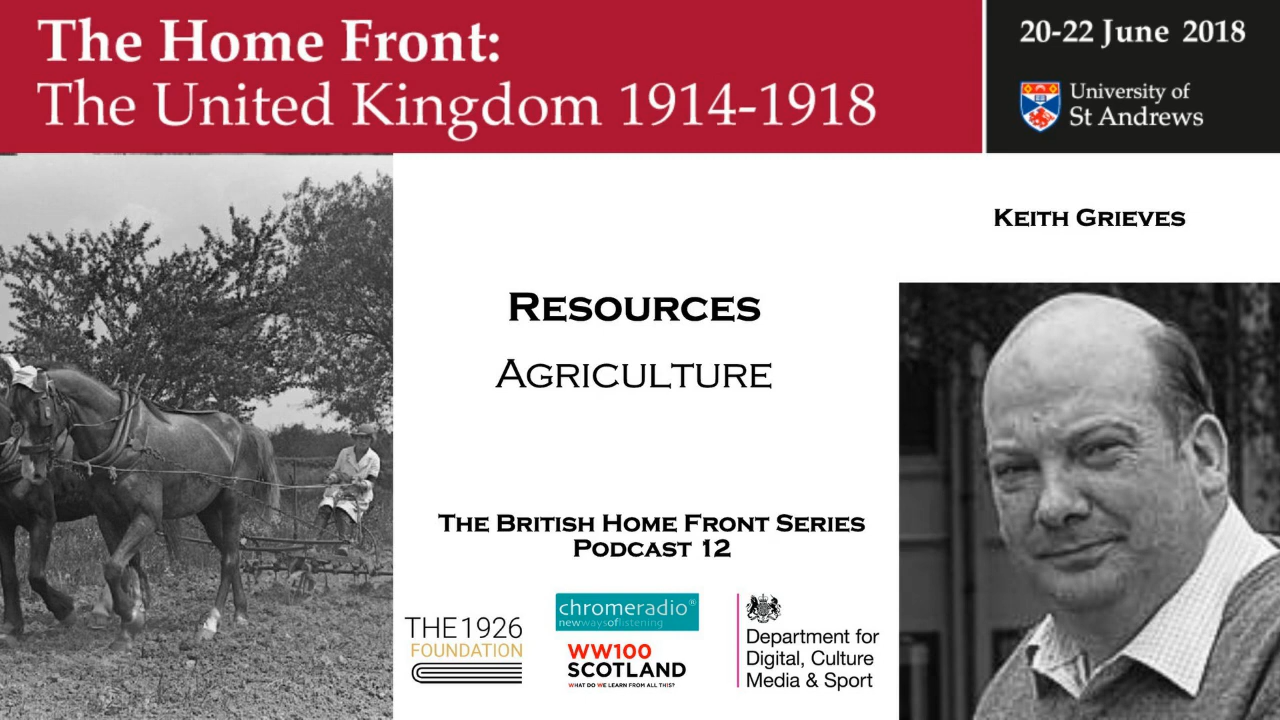 The Home Front:
The United Kingdom 1914-1918
20-22 June 2018
University of
St Andrews
KEITH GRIEVES
RESOURCES
AGRICULTURE
THE BRITISH HOME FRONT SERIES
PODCAST 12
THE 1926
FOUNDATION
chromeradio®
newwaysoflistening
WW100
SCOTLAND
WHAT DO WE LEARN FROM ALL THIS?
Department for
Digital, Culture
Media & Sport